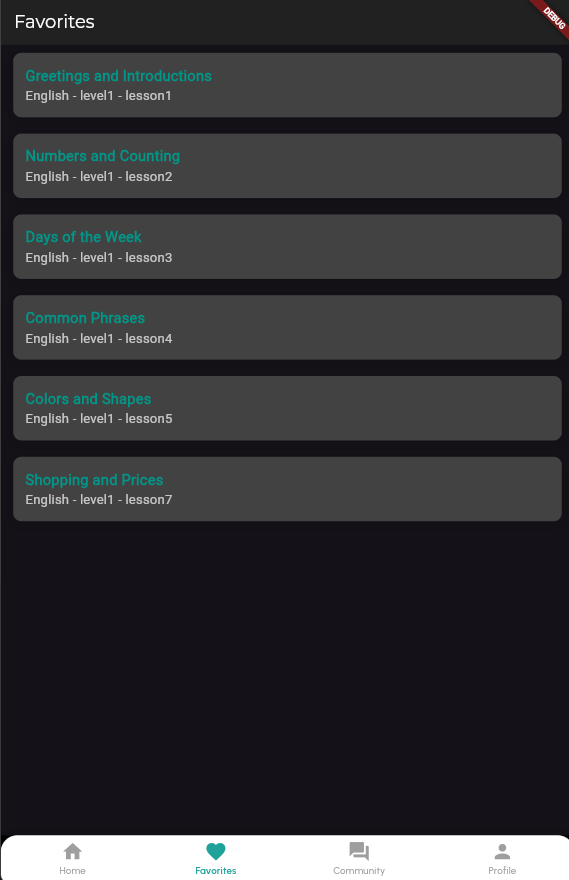 Favorites
DEBUG
Greetings and Introductions
English - level1 - lesson1
Numbers and Counting
English - level1 - lesson2
Days of the Week
English - level1 - lesson3
Common Phrases
English - level1 - lesson4
Colors and Shapes
English - level1 - lesson5
Shopping and Prices
English - level1 - lesson7
Home
Favorites
Community
Profile